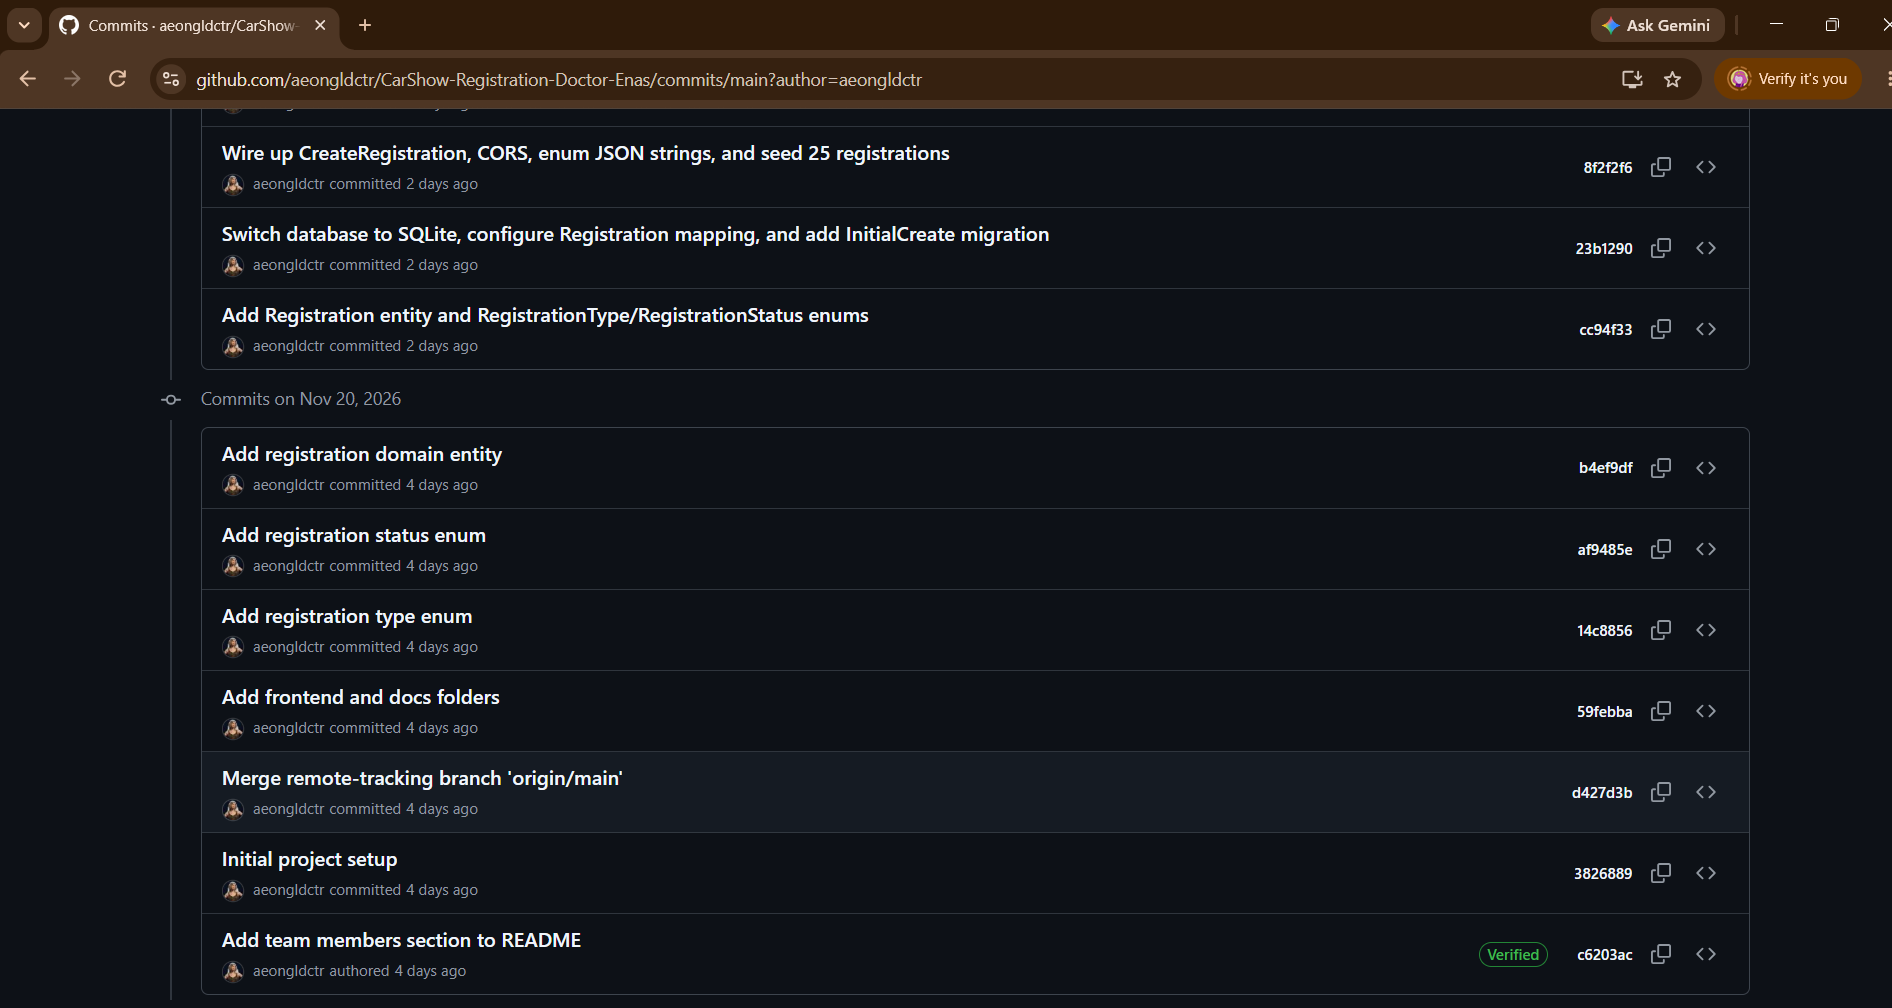 Commits · aeongldctr/CarShow-
Ask Gemini
github.com/aeongldctr/CarShow-Registration-Doctor-Enas/commits/main?author=aeongldctr
Verify it's you
Wire up CreateRegistration, CORS, enum JSON strings, and seed 25 registrations
8f2f2f6
aeongldctr committed 2 days ago
Switch database to SQLite, configure Registration mapping, and add InitialCreate migration
23b1290
aeongldctr committed 2 days ago
Add Registration entity and RegistrationType/RegistrationStatus enums
cc94f33
aeongldctr committed 2 days ago
Commits on Nov 20, 2026
Add registration domain entity
b4ef9df
aeongldctr committed 4 days ago
Add registration status enum
af9485e
aeongldctr committed 4 days ago
Add registration type enum
14c8856
aeongldctr committed 4 days ago
Add frontend and docs folders
59febba
aeongldctr committed 4 days ago
Merge remote-tracking branch 'origin/main'
d427d3b
aeongldctr committed 4 days ago
Initial project setup
3826889
aeongldctr committed 4 days ago
Add team members section to README
Verified c6203ac
aeongldctr authored 4 days ago